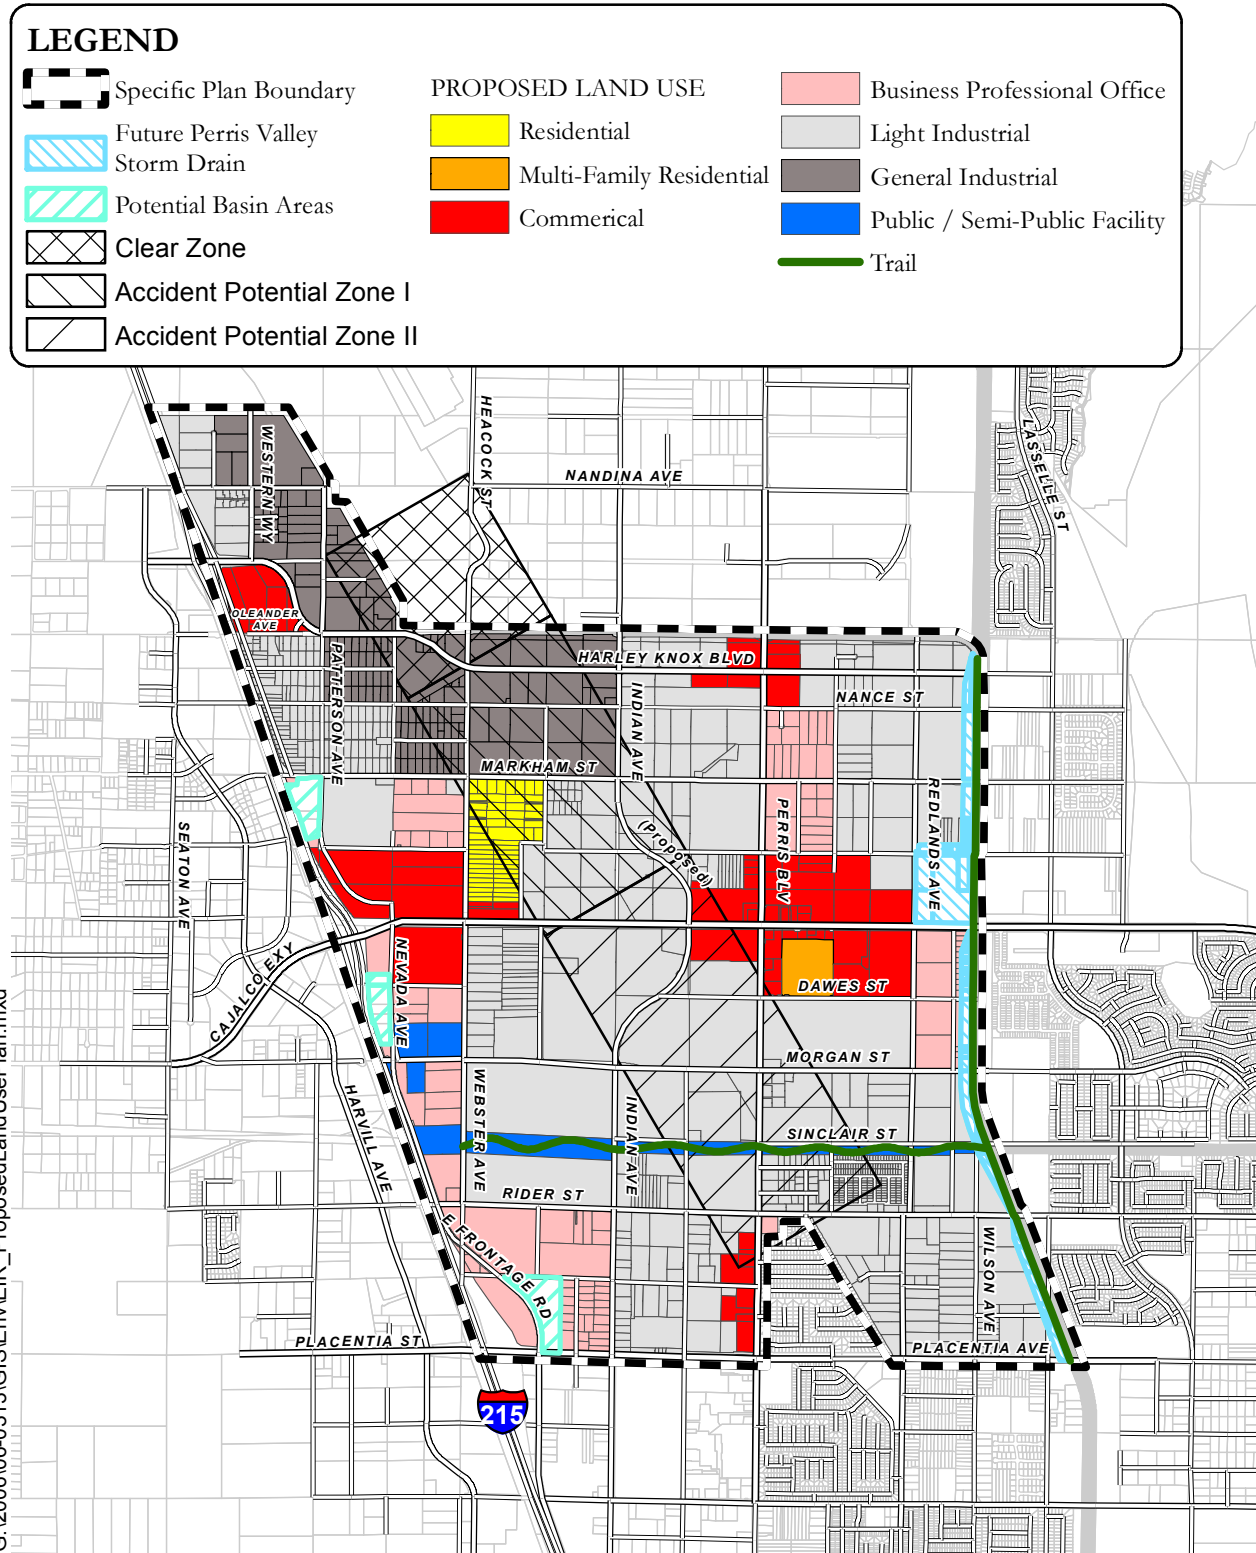 LEGEND
Specific Plan Boundary
Future Perris Valley
Storm Drain
Potential Basin Areas
Clear Zone
Accident Potential Zone I
Accident Potential Zone II
PROPOSED LAND USE
Residential
Multi-Family Residential
Commerical
Business Professional Office
Light Industrial
General Industrial
Public / Semi-Public Facility
Trail
HEACOCK ST
WESTERN WY
NANDINA AVE
LASSELLE ST
OLEANDER
AVE
PATTERSON AVE
HARLEY KNOX BLVD
INDIAN AVE
NANCE ST
MARKHAM ST
(Proposed)
PERRIS BLV
REDLANDS AVE
SEATON AVE
CAJALCO EXY
NEVADA AVE
DAWES ST
MORGAN ST
HARVILL AVE
WEBSTER AVE
INDIAN AVE
SINCLAIR ST
RIDER ST
E FRONTAGE RD
WILSON AVE
PLACENTIA ST
PLACENTIA AVE
215